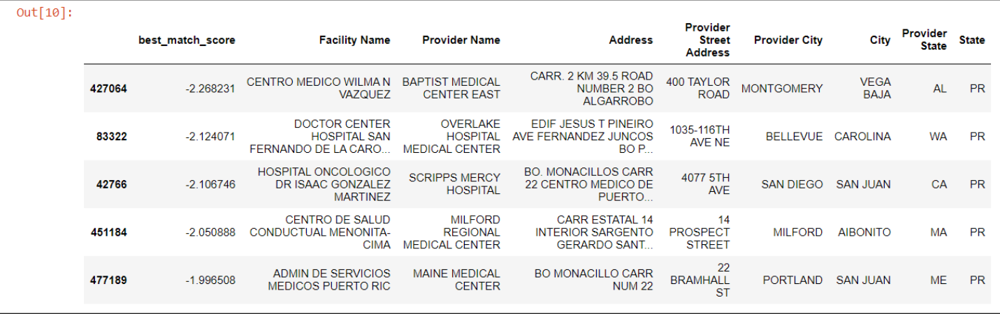 Out[10]:
best_match_score Facility Name Provider Name Address Provider Street Address Provider City City Provider State State
427064 -2.268231 CENTRO MEDICO WILMA N VAZQUEZ BAPTIST MEDICAL CENTER EAST CARR. 2 KM 39.5 ROAD NUMBER 2 BO ALGARROBO 400 TAYLOR ROAD MONTGOMERY VEGA BAJA AL PR
83322 -2.124071 DOCTOR CENTER HOSPITAL SAN FERNANDO DE LA CARO... OVERLAKE HOSPITAL MEDICAL CENTER EDIF JESUS T PINEIRO AVE FERNANDEZ JUNCOS BO P... 1035-116TH AVE NE BELLEVUE CAROLINA WA PR
42766 -2.106746 HOSPITAL ONCOLOGICO DR ISAAC GONZALEZ MARTINEZ SCRIPPS MERCY HOSPITAL BO. MONACILLOS CARR 22 CENTRO MEDICO DE PUERTO... 4077 5TH AVE SAN DIEGO SAN JUAN CA PR
451184 -2.050888 CENTRO DE SALUD CONDUCTUAL MENONITA-CIMA MILFORD REGIONAL MEDICAL CENTER CARR ESTATAL 14 INTERIOR SARGENTO GERARDO SANT... 14 PROSPECT STREET MILFORD AIBONITO MA PR
477189 -1.996508 ADMIN DE SERVICIOS MEDICOS PUERTO RIC MAINE MEDICAL CENTER BO MONACILLO CARR NUM 22 22 BRAMHALL ST PORTLAND SAN JUAN ME PR